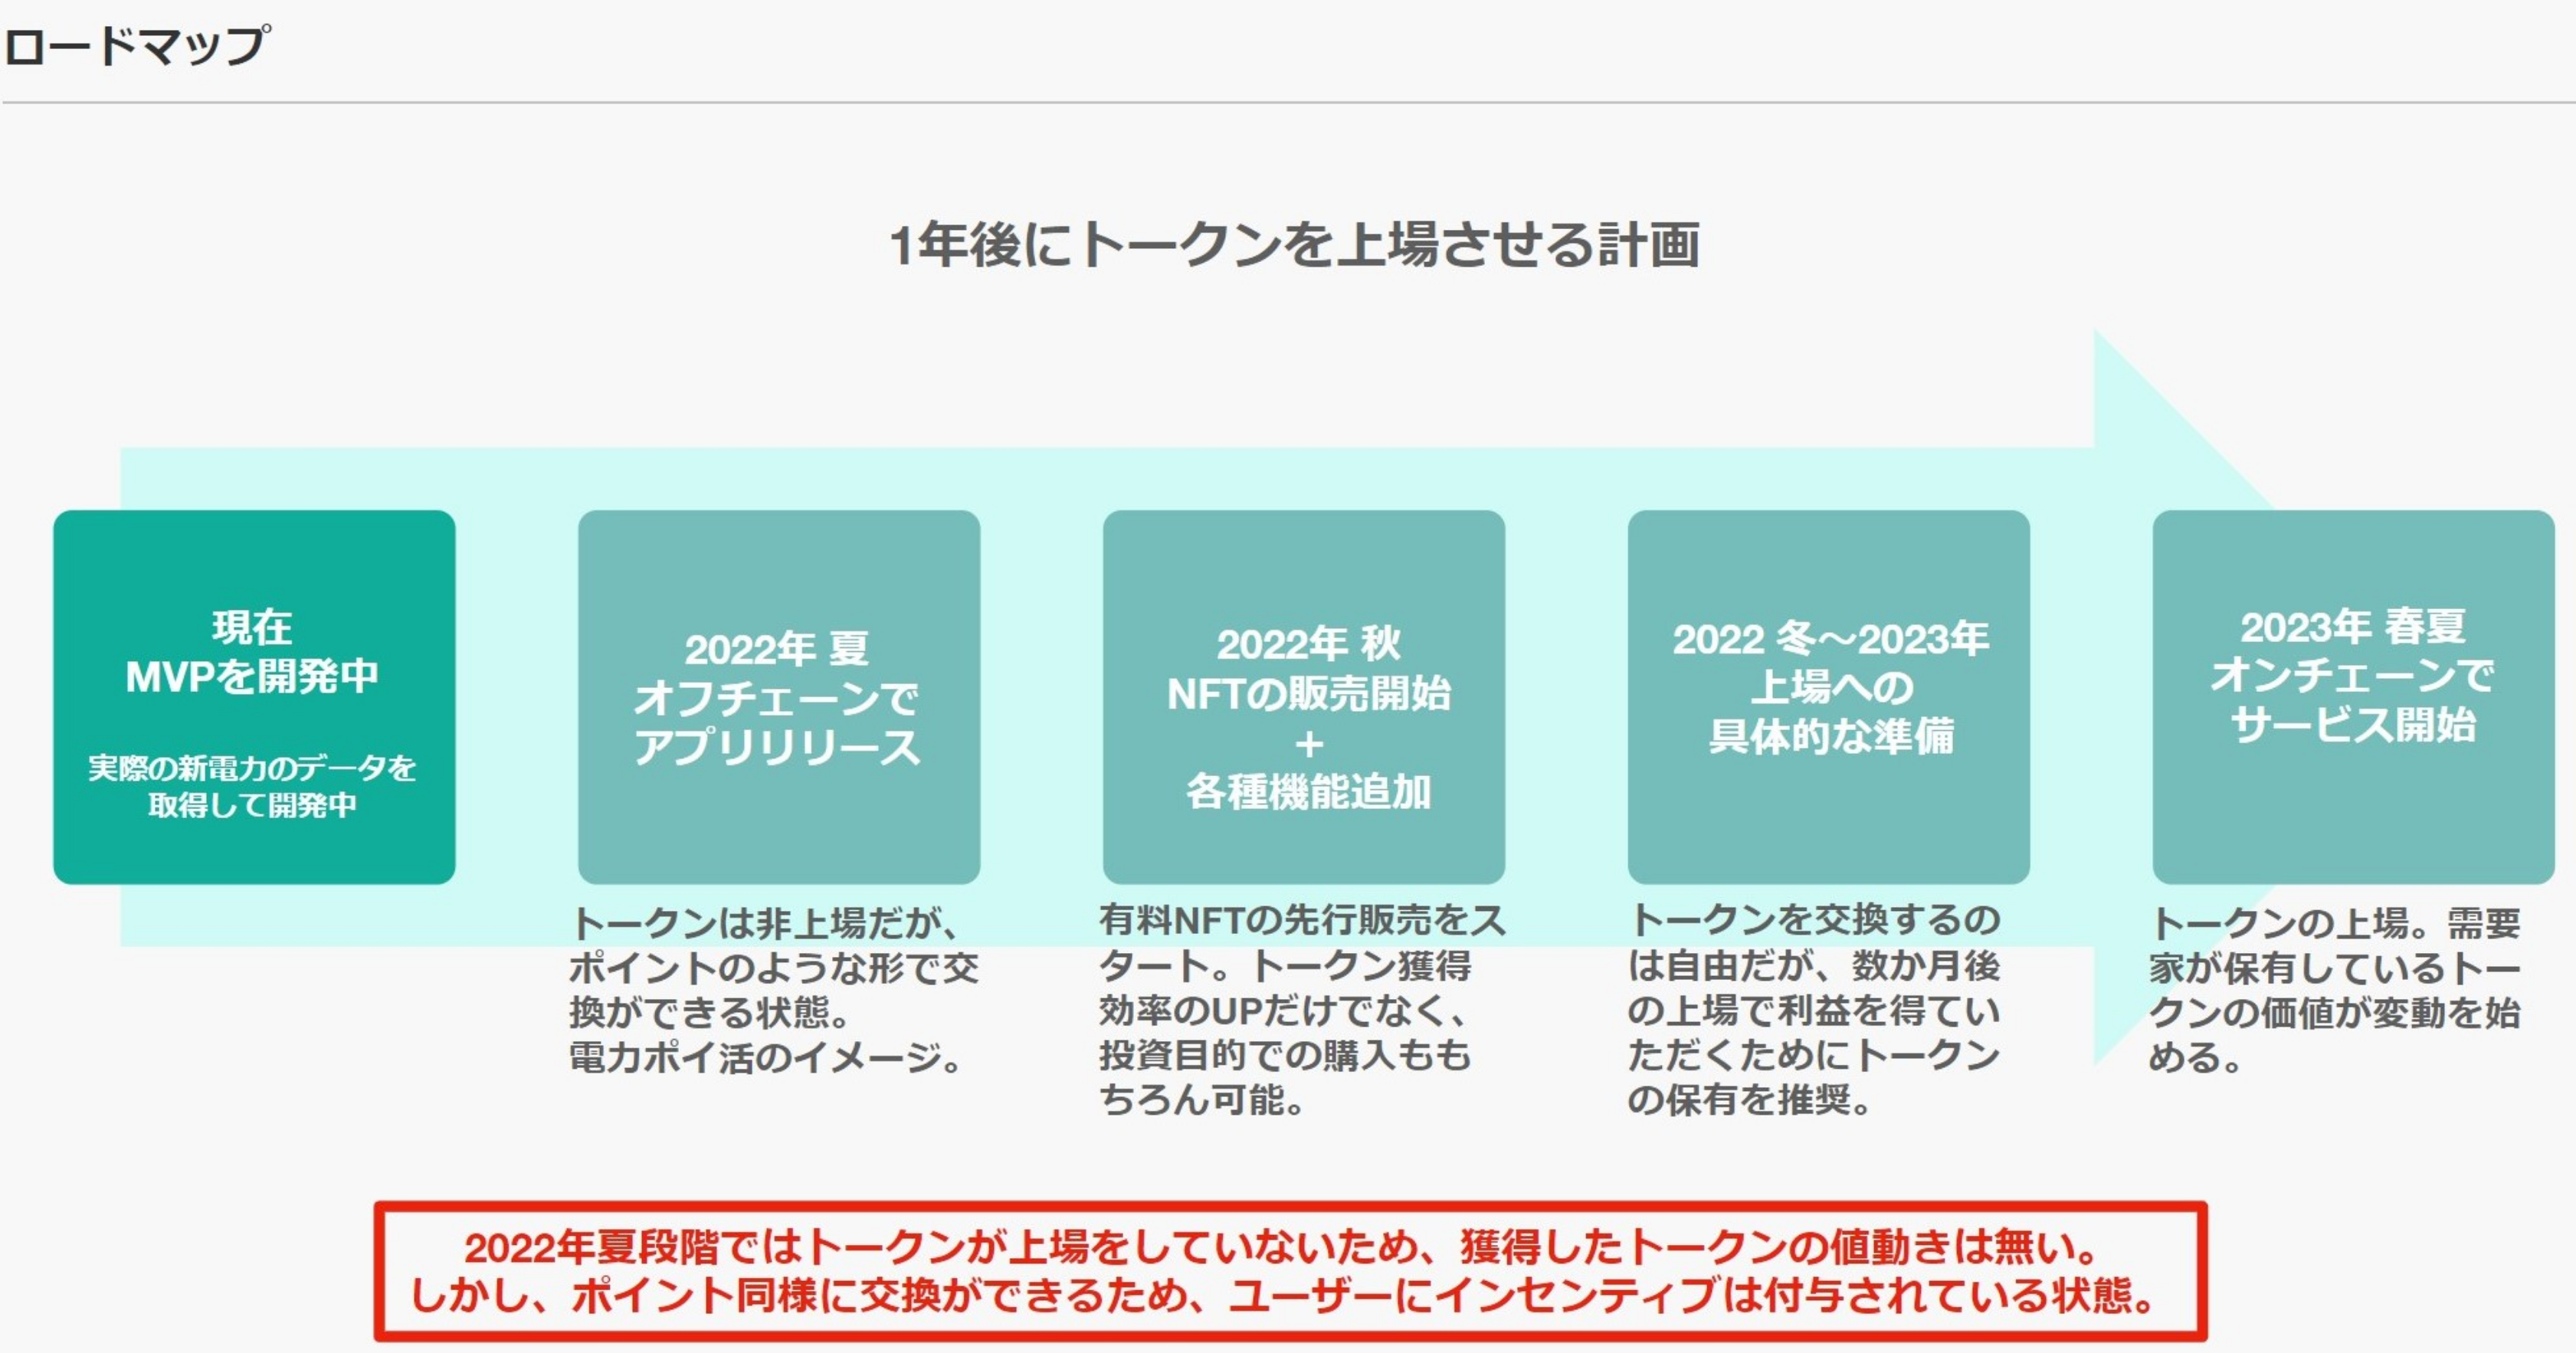 ロードマップ
1年後にトークンを上場させる計画
現在
MVPを開発中
実際の新電力のデータを
取得して開発中
2022年 夏
オフチェーンで
アプリリリース
トークンは非上場だが、
ポイントのような形で交
換ができる状態。
電力ポイ活のイメージ。
2022年 秋
NFTの販売開始
+
各種機能追加
有料NFTの先行販売をス
タート。トークン獲得
効率のUPだけでなく、
投資目的での購入もも
ちろん可能。
2022 冬～2023年
上場への
具体的な準備
トークンを交換するの
は自由だが、数か月後
の上場で利益を得てい
ただくためにトークン
の保有を推奨。
2023年 春夏
オンチェーンで
サービス開始
トークンの上場。需要
家が保有しているトー
クンの価値が変動を始
める。
2022年夏段階ではトークンが上場をしていないため、獲得したトークンの値動きは無い。
しかし、ポイント同様に交換ができるため、ユーザーにインセンティブは付与されている状態。